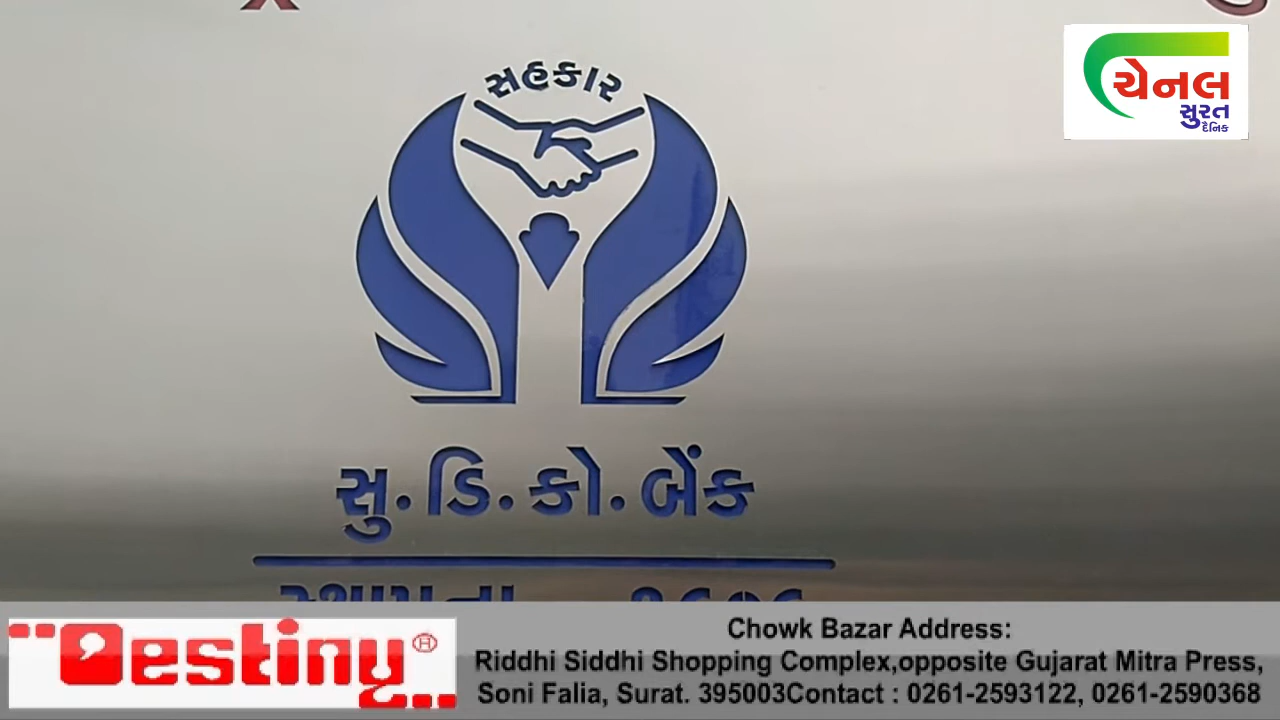 ચેનલ
સુરત
દૈનિક
સહકાર
સુ.ડિ.કો.બેંક
Destiny
Chowk Bazar Address:
Riddhi Siddhi Shopping Complex,opposite Gujarat Mitra Press,
Soni Falia, Surat. 395003Contact : 0261-2593122, 0261-2590368